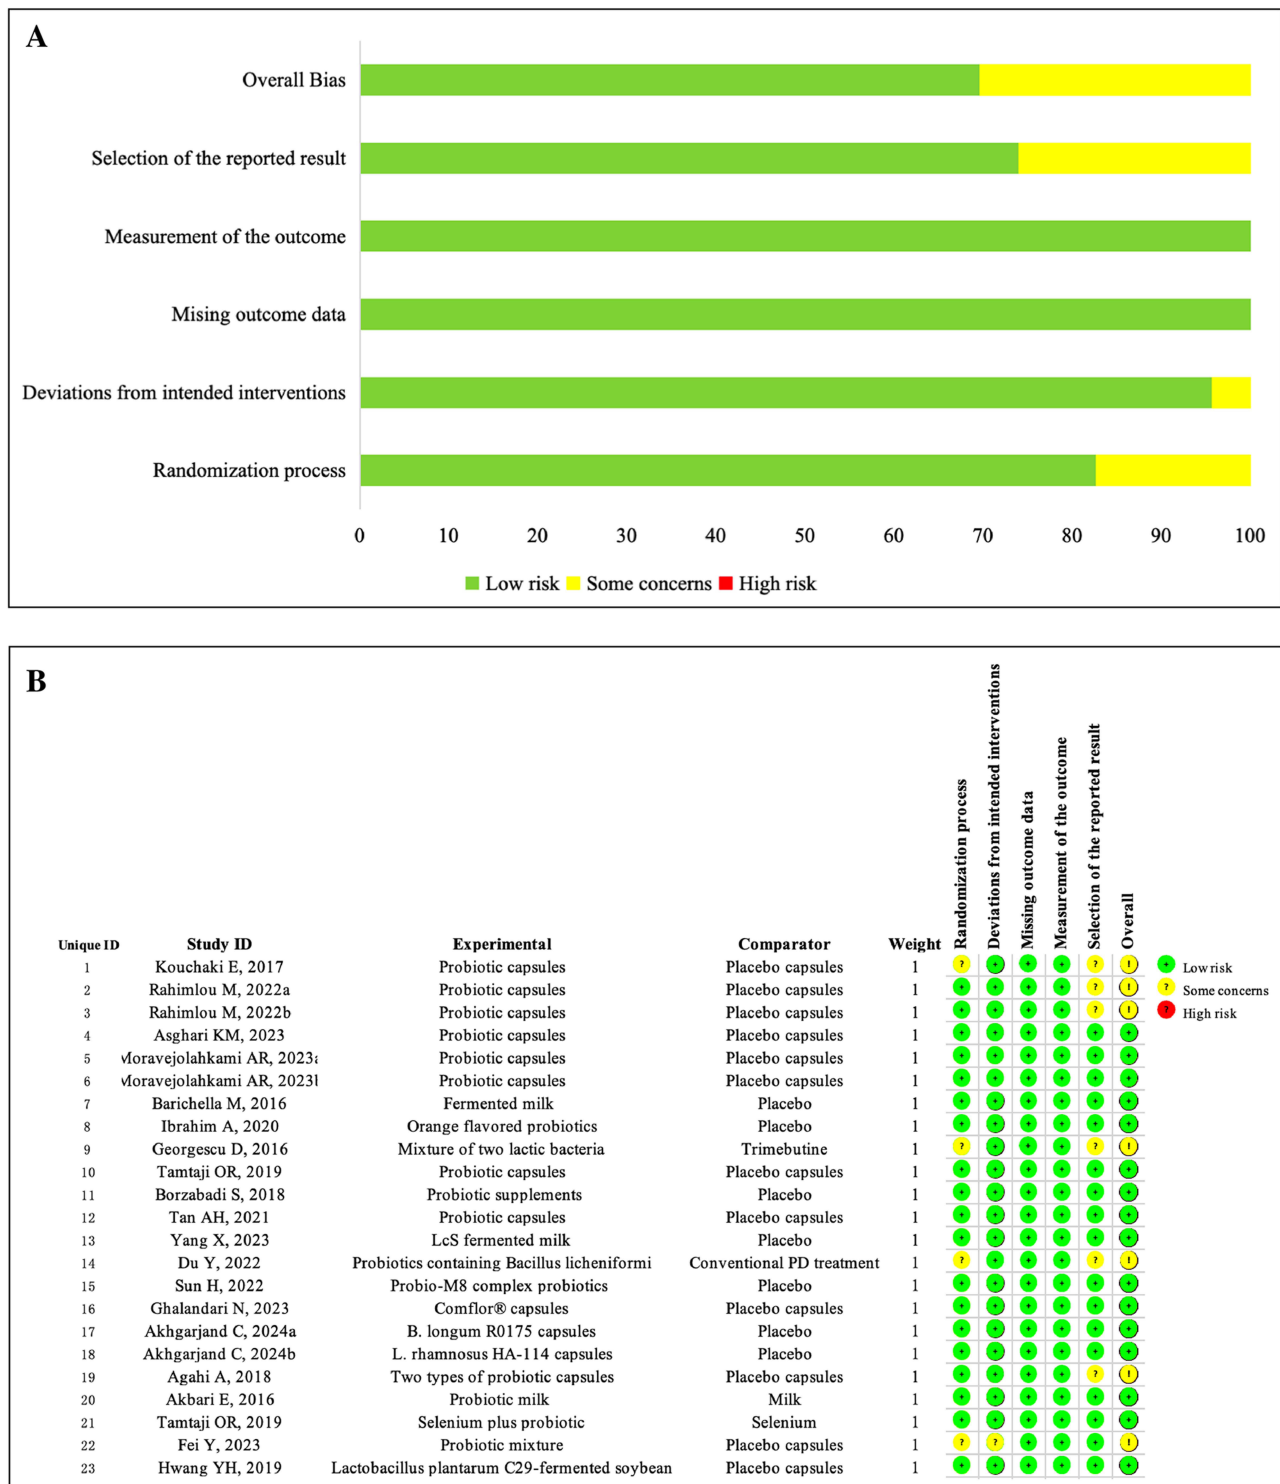 A
Overall Bias
Selection of the reported result
Measurement of the outcome
Mising outcome data
Deviations from intended interventions
Randomization process
0 10 20 30 40 50 60 70 80 90 100
Low risk Some concerns High risk
B
Unique ID Study ID Experimental Comparator Weight Randomization process Deviations from intended interventions Missing outcome data Measurement of the outcome Selection of the reported result Overall
1 Kouchaki E, 2017 Probiotic capsules Placebo capsules 1 ? + + + ? ! + Low risk
2 Rahimlou M, 2022a Probiotic capsules Placebo capsules 1 + + + + ? ! ? Some concerns
3 Rahimlou M, 2022b Probiotic capsules Placebo capsules 1 + + + + ? ! ? High risk
4 Asghari KM, 2023 Probiotic capsules Placebo capsules 1 + + + + + +
5 Moravejolahkami AR, 2023a Probiotic capsules Placebo capsules 1 + + + + + +
6 Moravejolahkami AR, 2023 Probiotic capsules Placebo capsules 1 + + + + + +
7 Barichella M, 2016 Fermented milk Placebo 1 + + + + + +
8 Ibrahim A, 2020 Orange flavored probiotics Placebo 1 + + + + + +
9 Georgescu D, 2016 Mixture of two lactic bacteria Trimebutine 1 ? + + + ? !
10 Tamtaji OR, 2019 Probiotic capsules Placebo capsules 1 + + + + + +
11 Borzabadi S, 2018 Probiotic supplements Placebo 1 + + + + + +
12 Tan AH, 2021 Probiotic capsules Placebo capsules 1 + + + + + +
13 Yang X, 2023 LcS fermented milk Placebo 1 + + + + + +
14 Du Y, 2022 Probiotics containing Bacillus licheniformi Conventional PD treatment 1 ? + + + ? !
15 Sun H, 2022 Probio-M8 complex probiotics Placebo 1 + + + + + +
16 Ghalandari N, 2023 Comflor® capsules Placebo capsules 1 + + + + + +
17 Akhgarjand C, 2024a B. longum R0175 capsules Placebo 1 + + + + + +
18 Akhgarjand C, 2024b L. rhamnosus HA-114 capsules Placebo 1 + + + + + +
19 Agahi A, 2018 Two types of probiotic capsules Placebo capsules 1 + + + + ? !
20 Akbari E, 2016 Probiotic milk Milk 1 + + + + + +
21 Tamtaji OR, 2019 Selenium plus probiotic Selenium 1 + + + + + +
22 Fei Y, 2023 Probiotic mixture Placebo capsules 1 ? ? + + + !
23 Hwang YH, 2019 Lactobacillus plantarum C29-fermented soybean Placebo capsules 1 + + + + + +